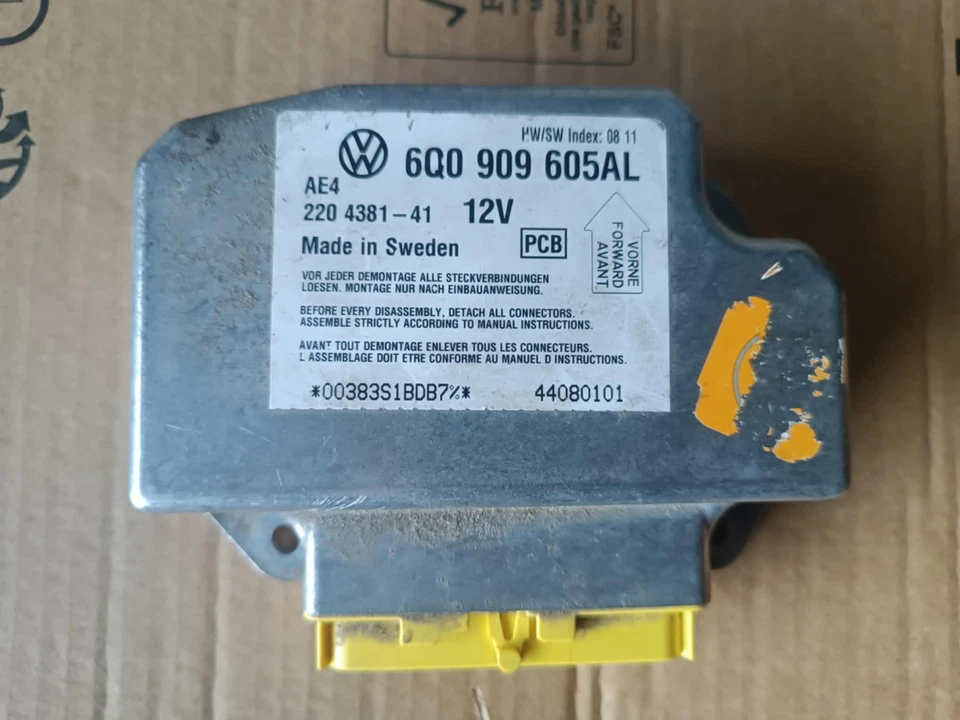 HW/SW Index: 08 11
6Q0 909 605AL
AE4
220 4381-41 12V
Made in Sweden
PCB
VORNE
FORWARD
AVANT
VOR JEDER DEMONTAGE ALLE STECKVERBINDUNGEN
LOESEN. MONTAGE NUR NACH EINBAUANWEISUNG.
BEFORE EVERY DISASSEMBLY, DETACH ALL CONNECTORS.
ASSEMBLE STRICTLY ACCORDING TO MANUAL INSTRUCTIONS.
AVANT TOUT DEMONTAGE ENLEVER TOUS LES CONNECTEURS.
L ASSEMBLAGE DOIT ETRE CONFORME AU MANUEL D INSTRUCTIONS.
*00383S1BDB7%* 44080101
FSC